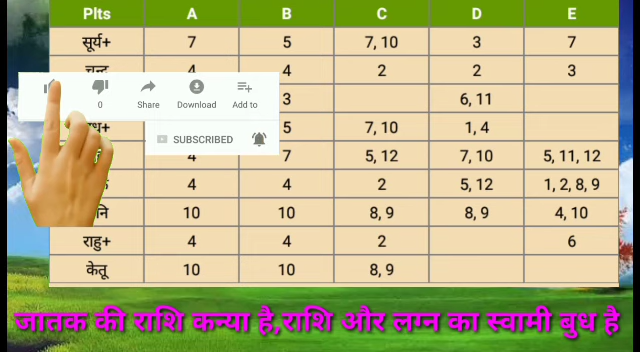 Plts A B C D E
सूर्य+ 7 5 7, 10 3 7
4 2 2 3
3 6, 11
0 Share Download Add to
5 7, 10 1, 4
SUBSCRIBED
4 7 5, 12 7, 10 5, 11, 12
4 4 2 5, 12 1, 2, 8, 9
10 10 8, 9 8, 9 4, 10
राहु+ 4 4 2 6
केतू 10 10 8, 9
जातक की राशि कन्या है,राशि और लग्न का स्वामी बुध है